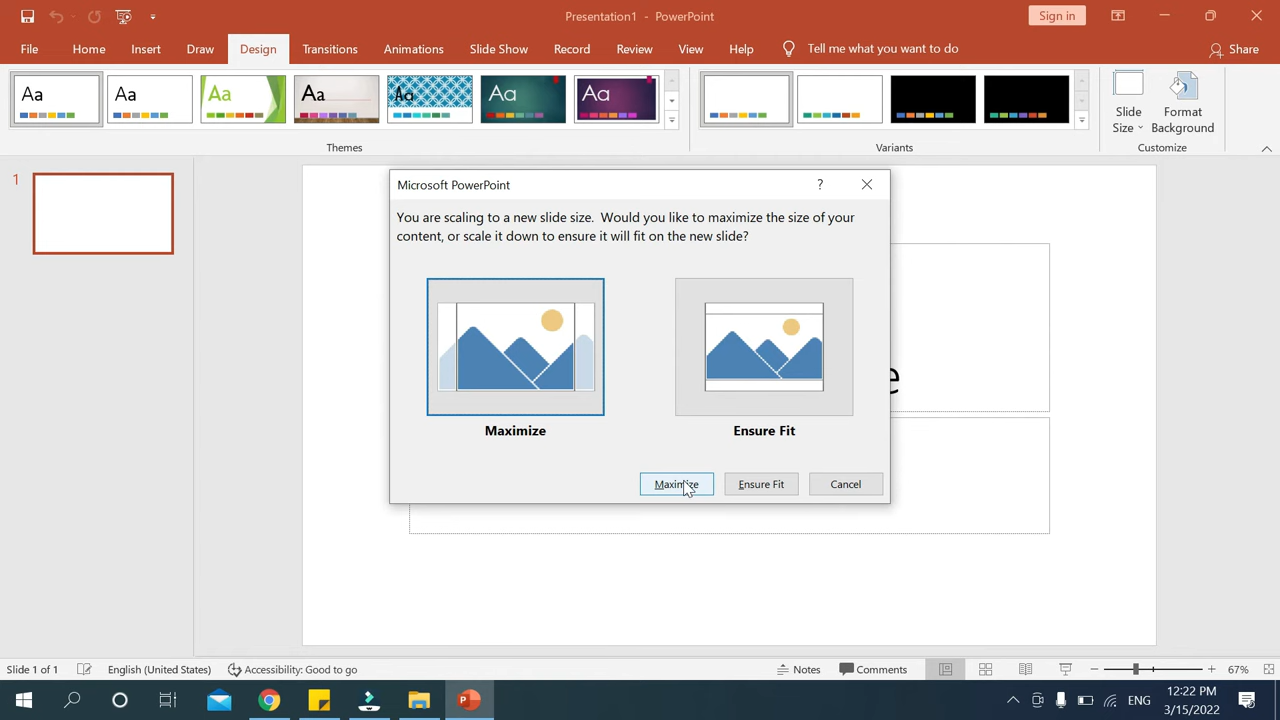 Presentation1 - PowerPoint
Sign in
File Home Insert Draw Design Transitions Animations Slide Show Record Review View Help Tell me what you want to do Share
Aa Aa Aa Aa Aa Aa Aa
Slide Size
Format Background
Themes Variants Customize
1
Microsoft PowerPoint ?
You are scaling to a new slide size. Would you like to maximize the size of your
content, or scale it down to ensure it will fit on the new slide?
e
Maximize Ensure Fit
Maximize Ensure Fit Cancel
Slide 1 of 1 English (United States) Accessibility: Good to go Notes Comments 67%
ENG 12:22 PM
3/15/2022